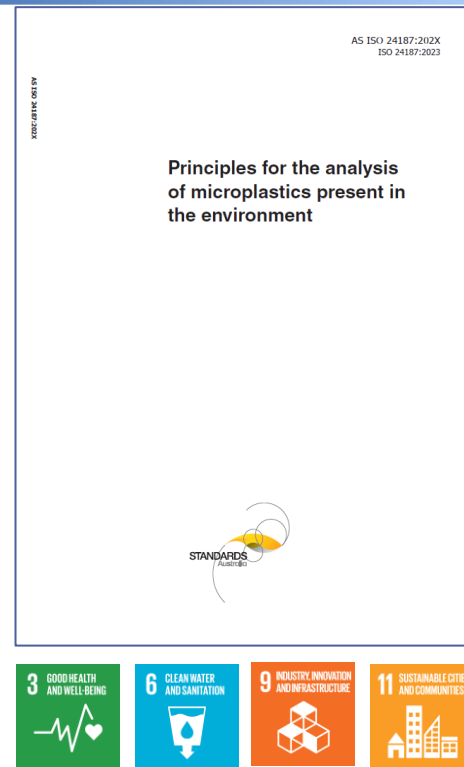 AS ISO 24187:202X
ISO 24187:2023
AS ISO 24187:202X
Principles for the analysis
of microplastics present in
the environment
STANDARDS
Australia
3 GOOD HEALTH
AND WELL-BEING
6 CLEAN WATER
AND SANITATION
9 INDUSTRY, INNOVATION
AND INFRASTRUCTURE
11 SUSTAINABLE CITIE
AND COMMUNITIES